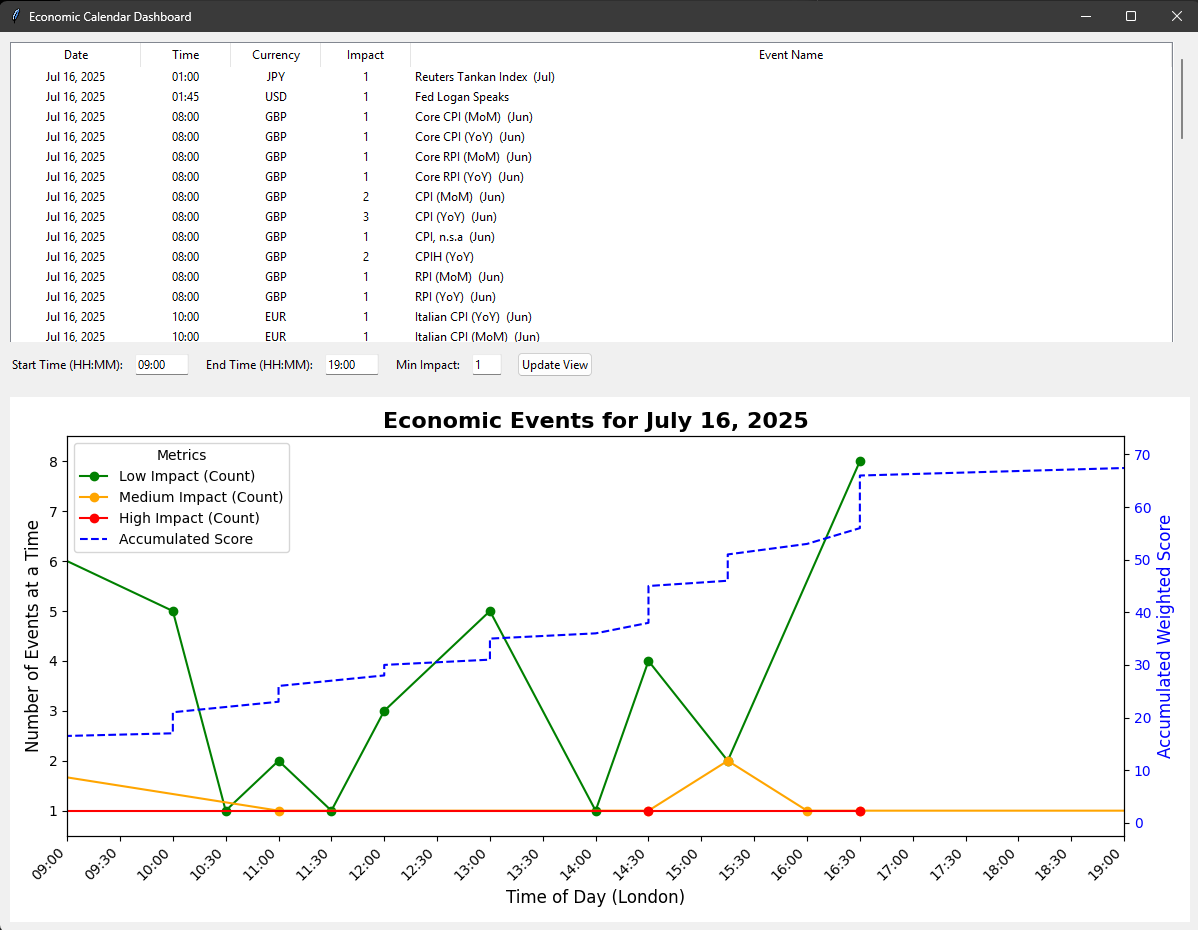 Economic Calendar Dashboard
Date Time Currency Impact Event Name
Jul 16, 2025 01:00 JPY 1 Reuters Tankan Index (Jul)
Jul 16, 2025 01:45 USD 1 Fed Logan Speaks
Jul 16, 2025 08:00 GBP 1 Core CPI (MoM) (Jun)
Jul 16, 2025 08:00 GBP 1 Core CPI (YoY) (Jun)
Jul 16, 2025 08:00 GBP 1 Core RPI (MoM) (Jun)
Jul 16, 2025 08:00 GBP 1 Core RPI (YoY) (Jun)
Jul 16, 2025 08:00 GBP 2 CPI (MoM) (Jun)
Jul 16, 2025 08:00 GBP 3 CPI (YoY) (Jun)
Jul 16, 2025 08:00 GBP 1 CPI, n.s.a (Jun)
Jul 16, 2025 08:00 GBP 2 CPIH (YoY)
Jul 16, 2025 08:00 GBP 1 RPI (MoM) (Jun)
Jul 16, 2025 08:00 GBP 1 RPI (YoY) (Jun)
Jul 16, 2025 10:00 EUR 1 Italian CPI (YoY) (Jun)
Jul 16, 2025 10:00 EUR 1 Italian CPI (MoM) (Jun)
Start Time (HH:MM): 09:00 End Time (HH:MM): 19:00 Min Impact: 1 Update View
Economic Events for July 16, 2025
Metrics
Low Impact (Count)
Medium Impact (Count)
High Impact (Count)
Accumulated Score
Number of Events at a Time
8
7
6
5
4
3
2
1
70
60
50
40
30
20
10
0
Accumulated Weighted Score
09:00 09:30 10:00 10:30 11:00 11:30 12:00 12:30 13:00 13:30 14:00 14:30 15:00 15:30 16:00 16:30 17:00 17:30 18:00 18:30 19:00
Time of Day (London)